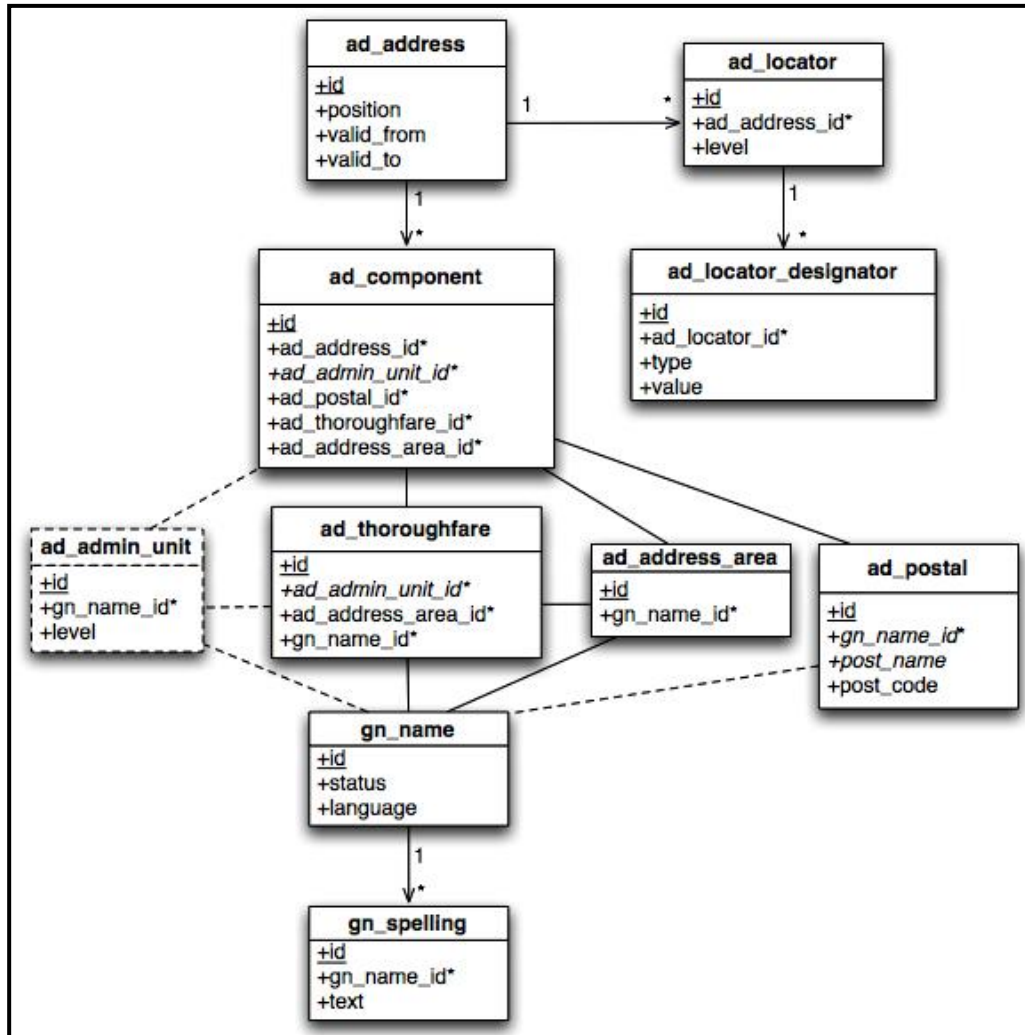 ad_address
+id
+position
+valid_from
+valid_to
1
*
ad_locator
+id
+ad_address_id*
+level
1
*
1
*
ad_component
+id
+ad_address_id*
+ad_admin_unit_id*
+ad_postal_id*
+ad_thoroughfare_id*
+ad_address_area_id*
ad_locator_designator
+id
+ad_locator_id*
+type
+value
ad_admin_unit
+id
+gn_name_id*
+level
ad_thoroughfare
+id
+ad_admin_unit_id*
+ad_address_area_id*
+gn_name_id*
ad_address_area
+id
+gn_name_id*
ad_postal
+id
+gn_name_id*
+post_name
+post_code
gn_name
+id
+status
+language
1
*
gn_spelling
+id
+gn_name_id*
+text